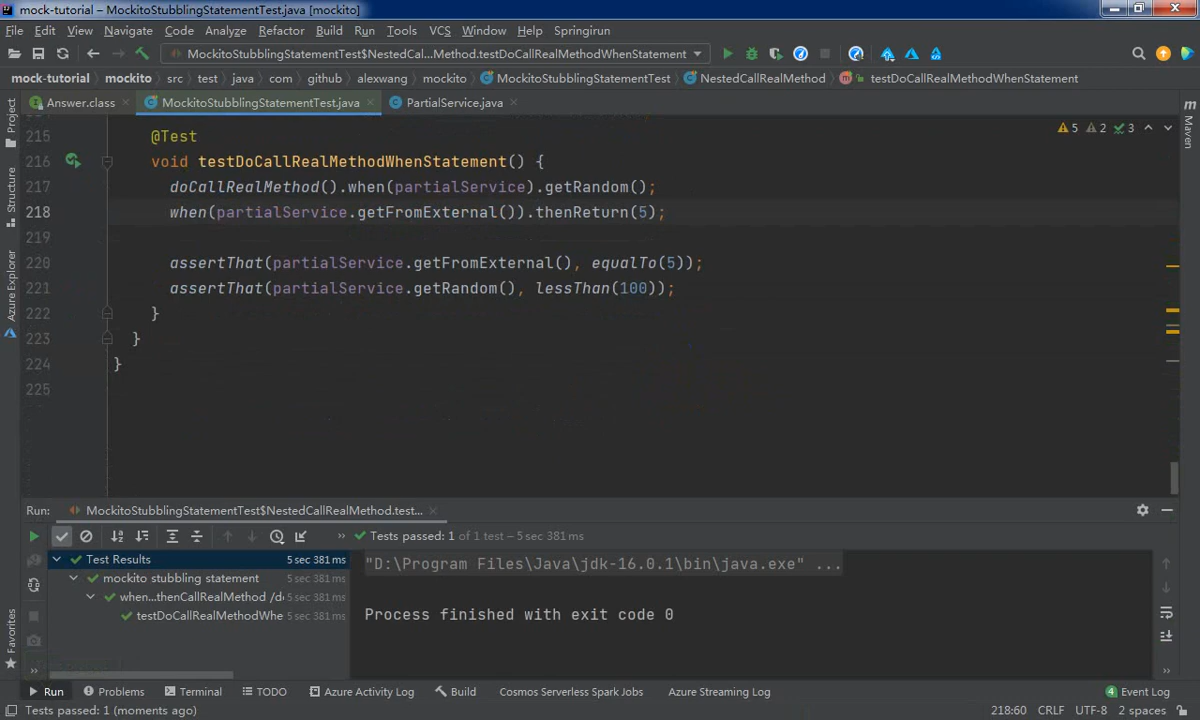 mock-tutorial – MockitoStubblingStatementTest.java [mockito]
File Edit View Navigate Code Analyze Refactor Build Run Tools VCS Window Help Springirun
MockitoStubblingStatementTest$NestedCal...Method.testDoCallRealMethodWhenStatement
mock-tutorial mockito src test java com github alexwang mockito MockitoStubblingStatementTest NestedCallRealMethod testDoCallRealMethodWhenStatement
Answer.class MockitoStubblingStatementTest.java PartialService.java
Project
Structure
Azure Explorer
Favorites
Maven
5 2 3
215 @Test
216 void testDoCallRealMethodWhenStatement() {
217 doCallRealMethod().when(partialService).getRandom();
218 when(partialService.getFromExternal()).thenReturn(5);
219
220 assertThat(partialService.getFromExternal(), equalTo(5));
221 assertThat(partialService.getRandom(), lessThan(100));
222 }
223 }
224 }
225
Run: MockitoStubblingStatementTest$NestedCallRealMethod.test...
Tests passed: 1 of 1 test – 5 sec 381 ms
Test Results 5 sec 381 ms
mockito stubbling statement 5 sec 381 ms
when...thenCallRealMethod /d 5 sec 381 ms
testDoCallRealMethodWhe 5 sec 381 ms
"D:\Program Files\Java\jdk-16.0.1\bin\java.exe" ...
Process finished with exit code 0
Run Problems Terminal TODO Azure Activity Log Build Cosmos Serverless Spark Jobs Azure Streaming Log 4 Event Log
Tests passed: 1 (moments ago) 218:60 CRLF UTF-8 2 spaces